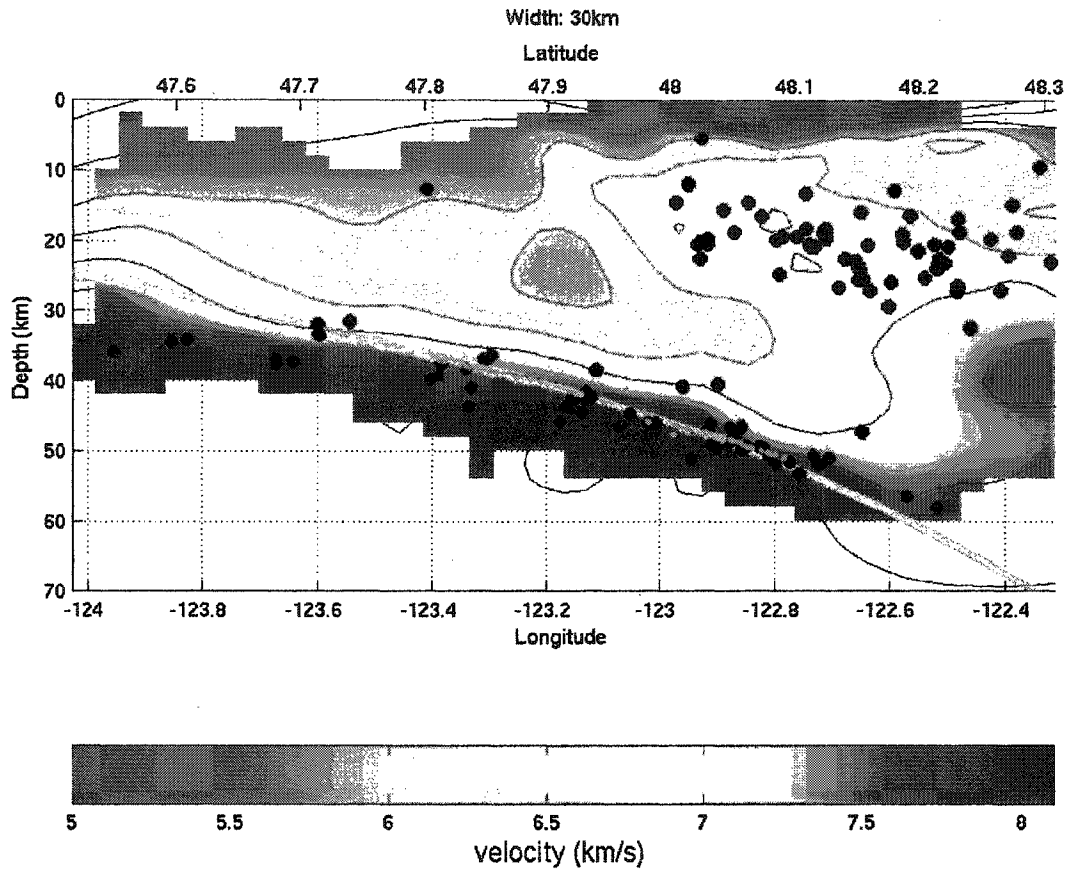 Width: 30km
Latitude
47.6 47.7 47.8 47.9 48 48.1 48.2 48.3
0
10
20
30
40
50
60
70
Depth (km)
-124 -123.8 -123.6 -123.4 -123.2 -123 -122.8 -122.6 -122.4
Longitude
5 5.5 6 6.5 7 7.5 8
velocity (km/s)